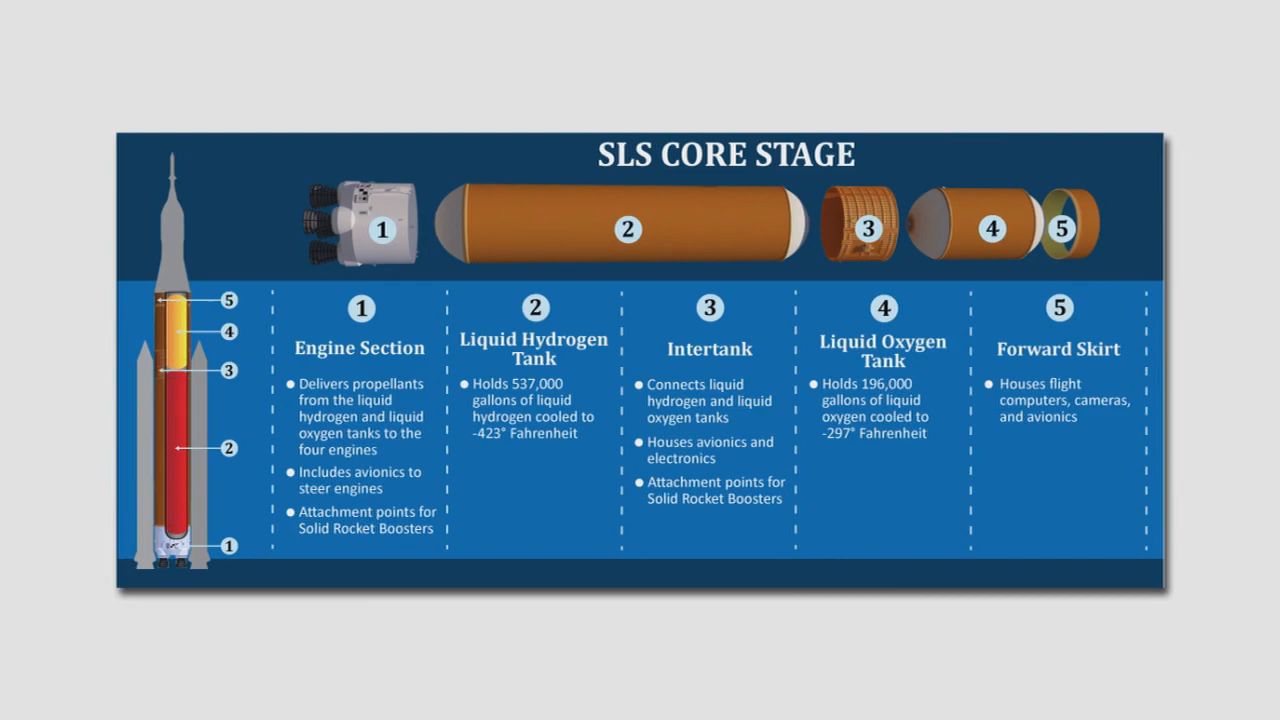 SLS CORE STAGE
1
2
3
4
5
5
4
3
2
1
1
Engine Section
● Delivers propellants
from the liquid
hydrogen and liquid
oxygen tanks to the
four engines
● Includes avionics to
steer engines
● Attachment points for
Solid Rocket Boosters
2
Liquid Hydrogen
Tank
● Holds 537,000
gallons of liquid
hydrogen cooled to
-423° Fahrenheit
3
Intertank
● Connects liquid
hydrogen and liquid
oxygen tanks
● Houses avionics and
electronics
● Attachment points for
Solid Rocket Boosters
4
Liquid Oxygen
Tank
● Holds 196,000
gallons of liquid
oxygen cooled to
-297° Fahrenheit
5
Forward Skirt
● Houses flight
computers, cameras,
and avionics